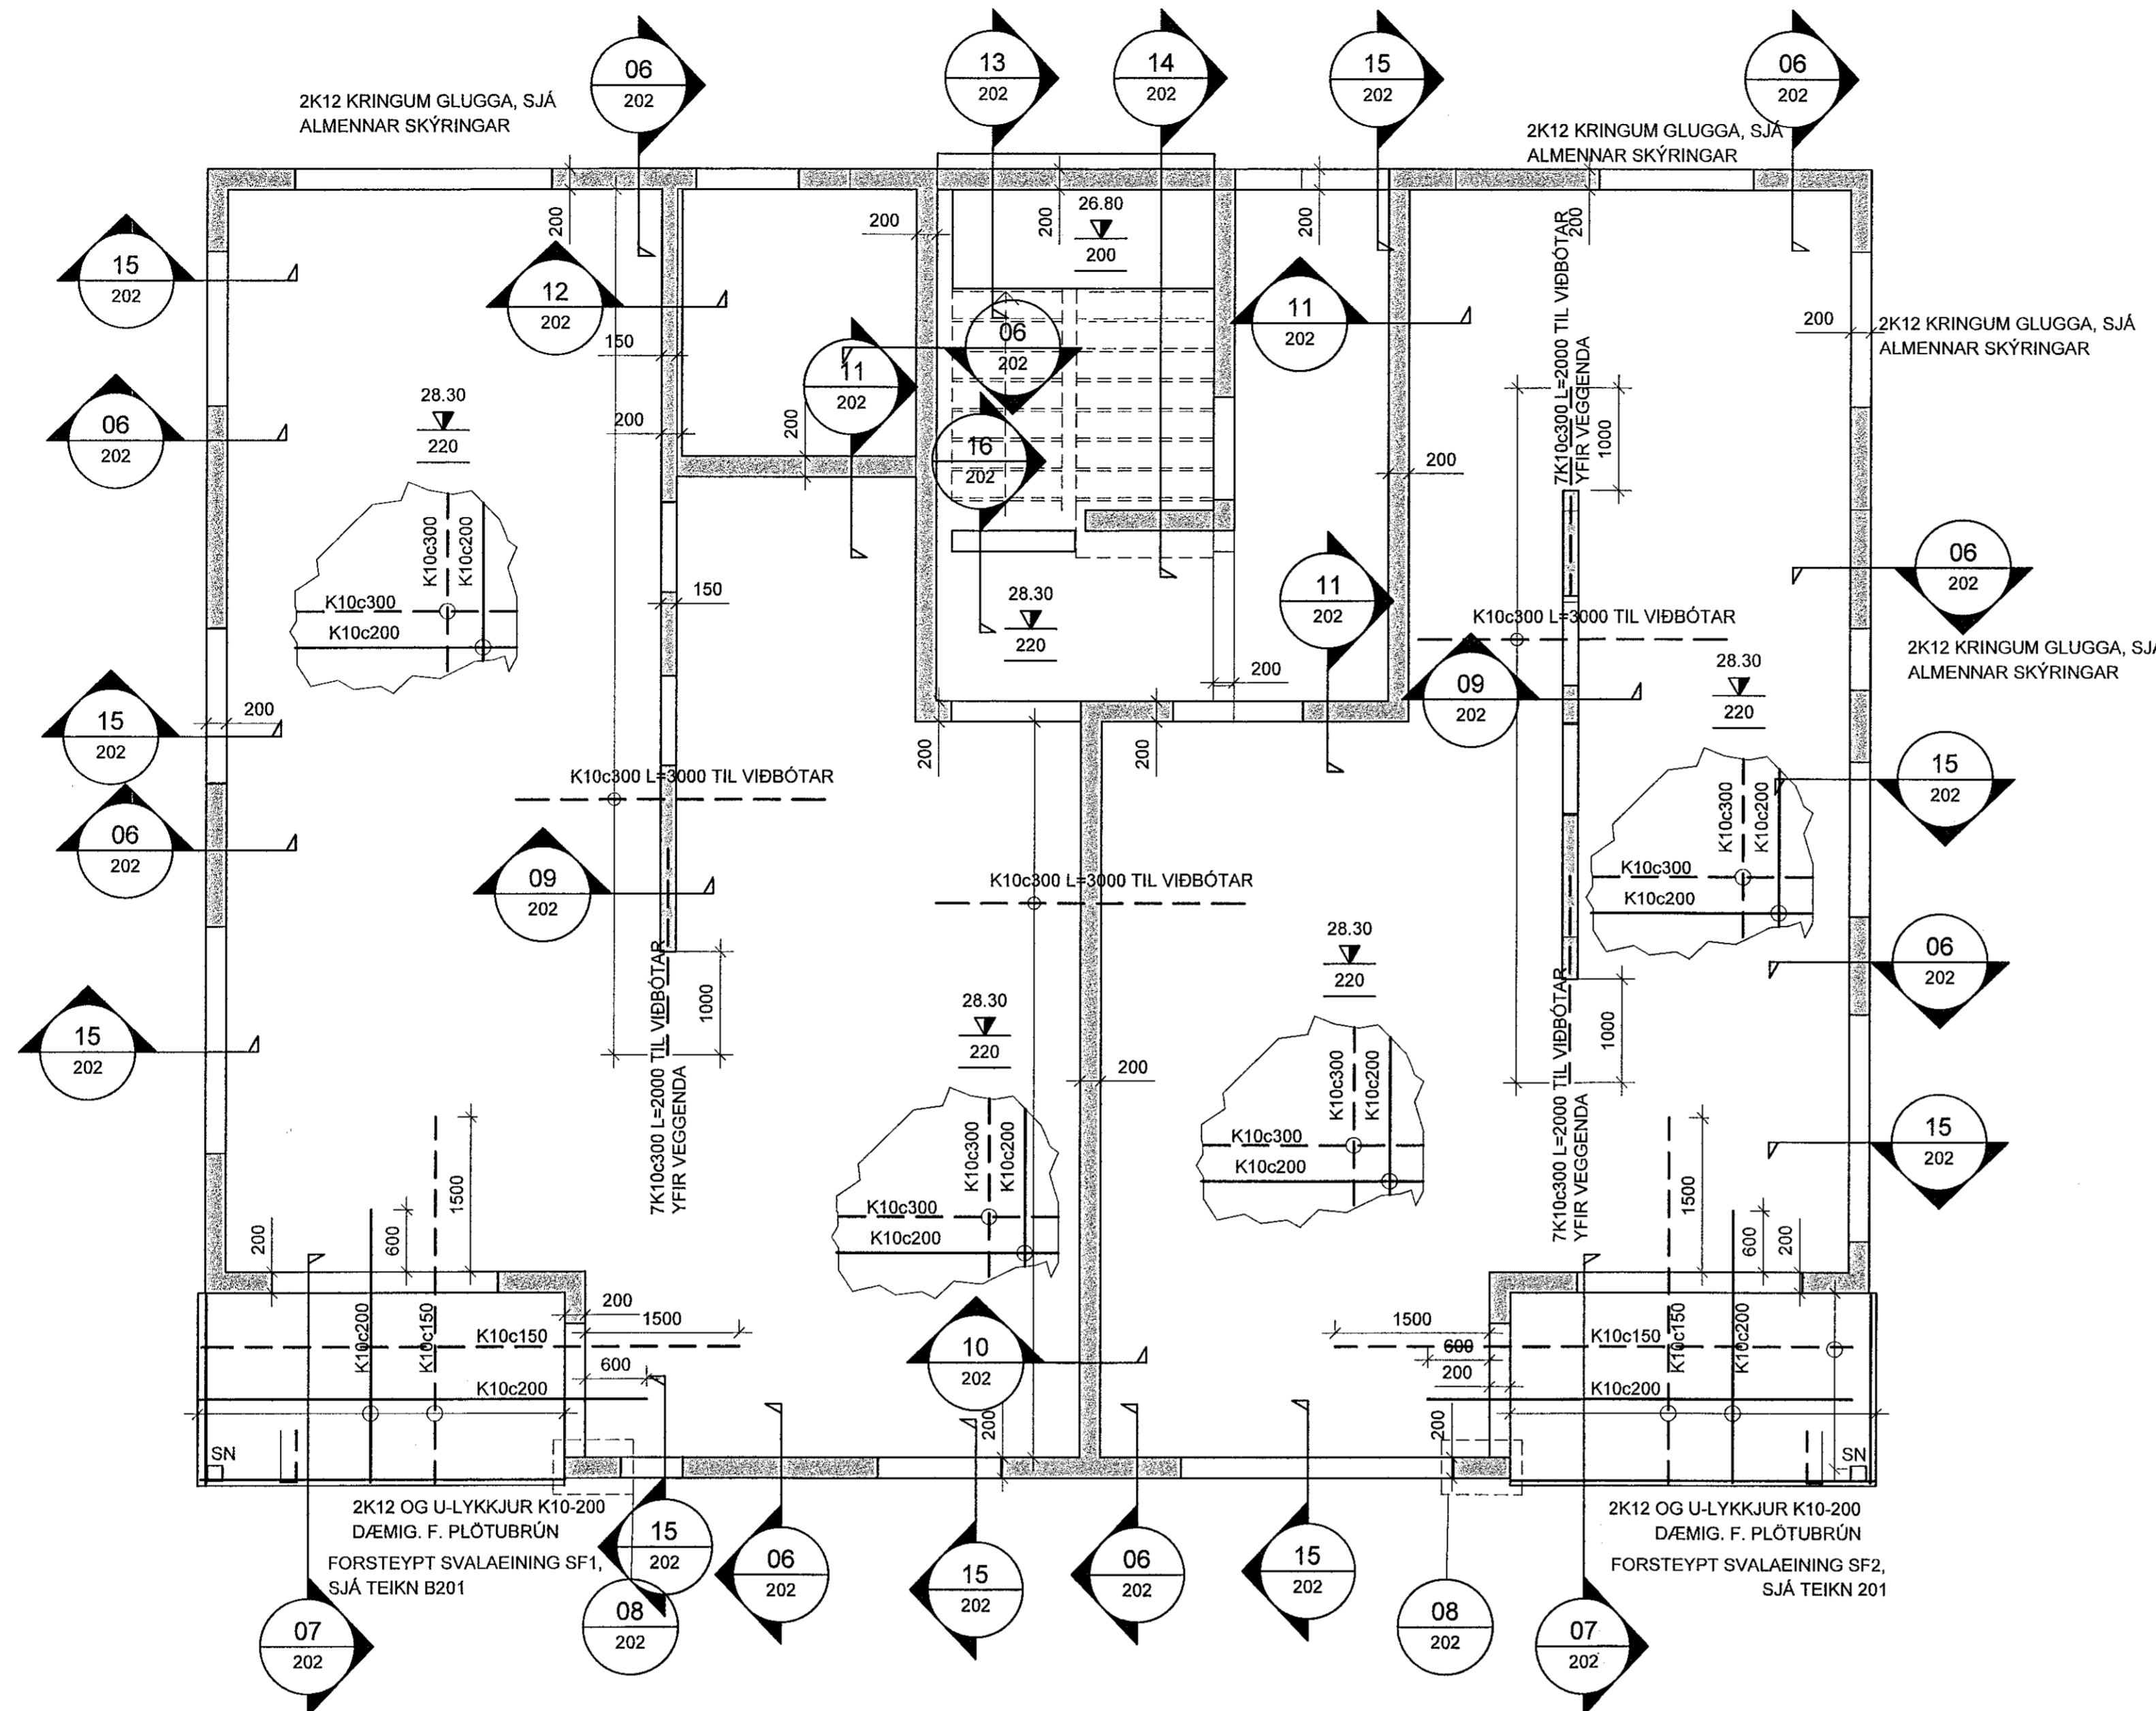 06
202
13
202
14
202
15
202
06
202
2K12 KRINGUM GLUGGA, SJÁ
ALMENNAR SKÝRINGAR
2K12 KRINGUM GLUGGA, SJÁ
ALMENNAR SKÝRINGAR
200
200
200
26.80
200
200
200
15
202
12
202
11
202
200
2K12 KRINGUM GLUGGA, SJÁ
ALMENNAR SKÝRINGAR
150
06
202
11
202
7K10c300 L=2000 TIL VIÐBÓTAR
YFIR VEGGENDA
1000
06
202
28.30
220
200
200
16
202
200
K10c300
K10c200
K10c300
K10c200
150
28.30
220
11
202
06
202
K10c300 L=3000 TIL VIÐBÓTAR
2K12 KRINGUM GLUGGA, SJÁ
ALMENNAR SKÝRINGAR
28.30
220
200
09
202
15
202
200
200
200
K10c300 L=3000 TIL VIÐBÓTAR
15
202
K10c300
K10c200
K10c300
K10c200
06
202
09
202
K10c300 L=3000 TIL VIÐBÓTAR
28.30
220
06
202
7K10c300 L=2000 TIL VIÐBÓTAR
YFIR VEGGENDA
1000
28.30
220
7K10c300 L=2000 TIL VIÐBÓTAR
YFIR VEGGENDA
1000
15
202
200
K10c300
K10c200
K10c300
K10c200
K10c300
K10c200
K10c300
K10c200
15
202
1500
600
200
1500
600
200
K10c200
K10c150
K10c150
200
1500
600
K10c200
10
202
1500
600
200
K10c150
K10c150
K10c200
K10c200
200
200
SN
SN
2K12 OG U-LYKKJUR K10-200
DÆMIG. F. PLÖTUBRÚN
FORSTEYPT SVALAEINING SF1,
SJÁ TEIKN B201
2K12 OG U-LYKKJUR K10-200
DÆMIG. F. PLÖTUBRÚN
FORSTEYPT SVALAEINING SF2,
SJÁ TEIKN 201
15
202
06
202
15
202
06
202
15
202
07
202
08
202
08
202
07
202